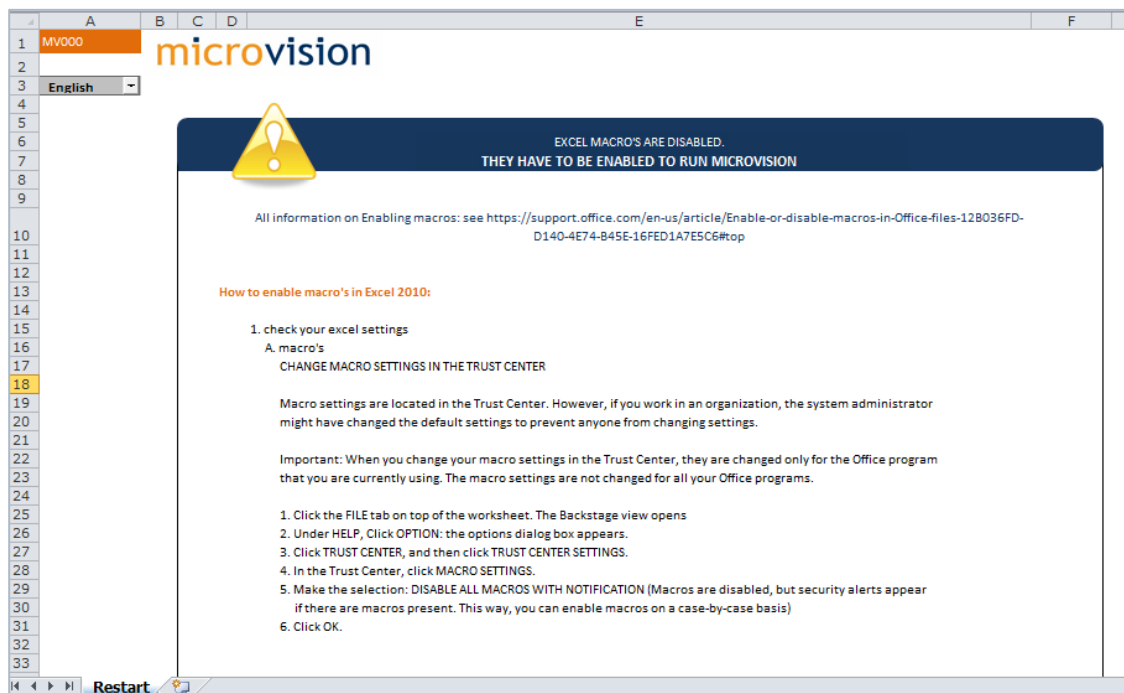 A B C D E F
1 MV000
microvision
2
3 English
4
5
6 EXCEL MACRO'S ARE DISABLED.
7 THEY HAVE TO BE ENABLED TO RUN MICROVISION
8
9
All information on Enabling macros: see https://support.office.com/en-us/article/Enable-or-disable-macros-in-Office-files-12B036FD-
10 D140-4E74-B45E-16FED1A7E5C6#top
11
12
13 How to enable macro's in Excel 2010:
14
15 1. check your excel settings
16 A. macro's
17 CHANGE MACRO SETTINGS IN THE TRUST CENTER
18
19 Macro settings are located in the Trust Center. However, if you work in an organization, the system administrator
20 might have changed the default settings to prevent anyone from changing settings.
21
22 Important: When you change your macro settings in the Trust Center, they are changed only for the Office program
23 that you are currently using. The macro settings are not changed for all your Office programs.
24
25 1. Click the FILE tab on top of the worksheet. The Backstage view opens
26 2. Under HELP, Click OPTION: the options dialog box appears.
27 3. Click TRUST CENTER, and then click TRUST CENTER SETTINGS.
28 4. In the Trust Center, click MACRO SETTINGS.
29 5. Make the selection: DISABLE ALL MACROS WITH NOTIFICATION (Macros are disabled, but security alerts appear
30 if there are macros present. This way, you can enable macros on a case-by-case basis)
31 6. Click OK.
32
33
Restart